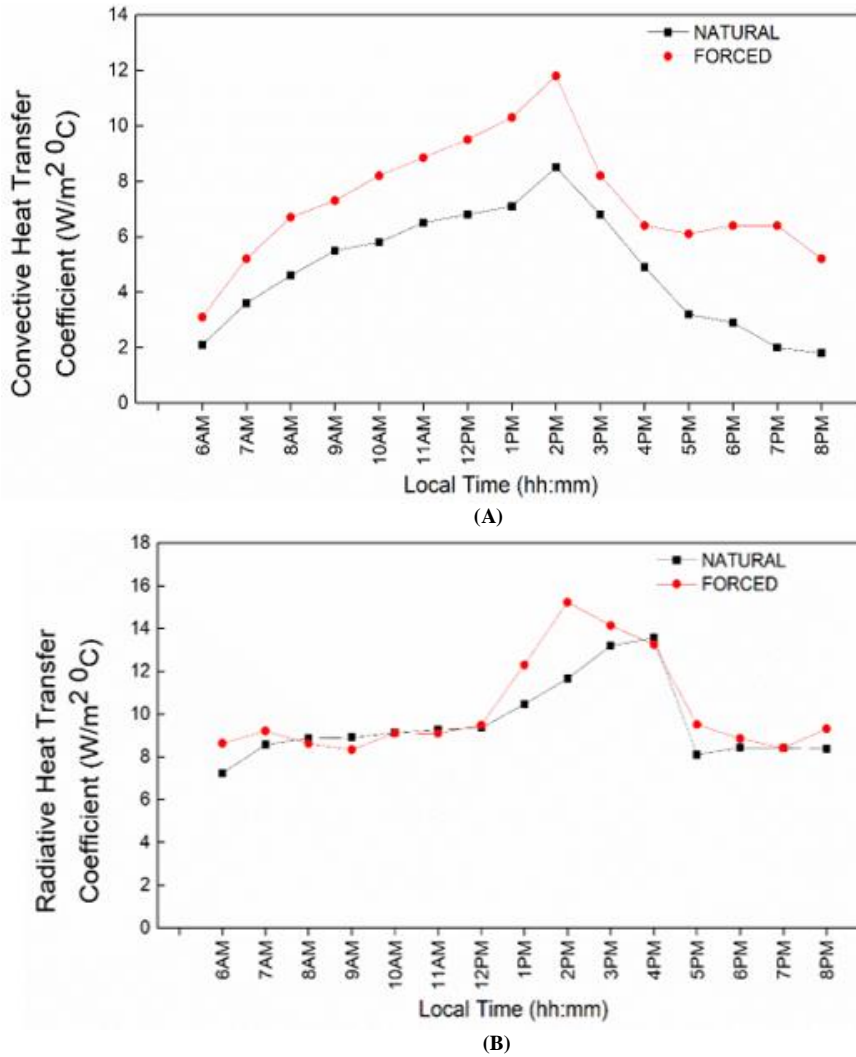 14
12
10
8
6
4
2
0
Convective Heat Transfer
Coefficient (W/m2 0C)
NATURAL
FORCED
6AM
7AM
8AM
9AM
10AM
11AM
12PM
1PM
2PM
3PM
4PM
5PM
6PM
7PM
8PM
Local Time (hh:mm)
(A)
18
16
14
12
10
8
6
4
2
0
Radiative Heat Transfer
Coefficient (W/m2 0C)
NATURAL
FORCED
6AM
7AM
8AM
9AM
10AM
11AM
12PM
1PM
2PM
3PM
4PM
5PM
6PM
7PM
8PM
Local Time (hh:mm)
(B)